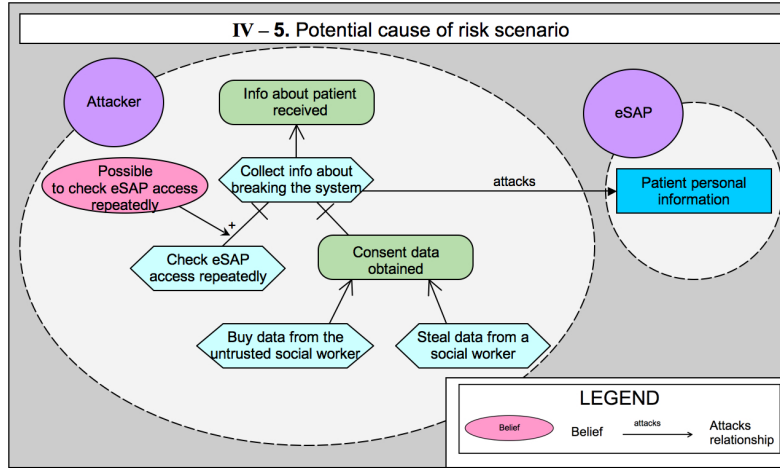 IV – 5. Potential cause of risk scenario
Attacker
Info about patient
received
eSAP
Possible
to check eSAP access
repeatedly
Collect info about
breaking the system
attacks
Patient personal
information
+
Check eSAP
access repeatedly
Consent data
obtained
Buy data from the
untrusted social worker
Steal data from a
social worker
LEGEND
Belief
Belief
attacks
Attacks
relationship